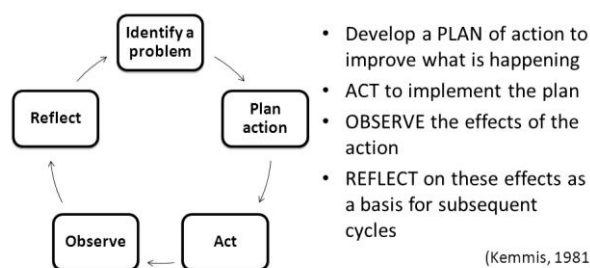 Identify a
problem
Plan
action
Act
Observe
Reflect
• Develop a PLAN of action to
improve what is happening
• ACT to implement the plan
• OBSERVE the effects of the
action
• REFLECT on these effects as
a basis for subsequent
cycles
(Kemmis, 1981